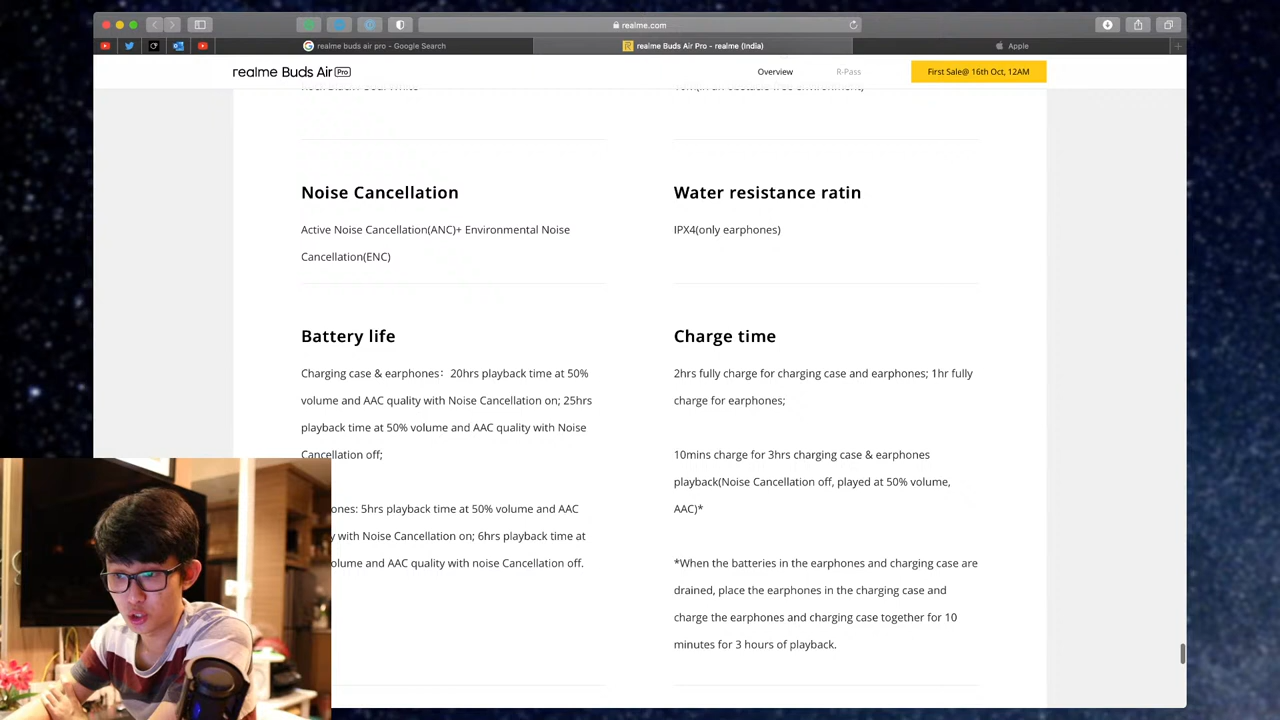 realme.com
realme buds air pro - Google Search
realme Buds Air Pro - realme (India)
Apple
realme Buds Air Pro
Overview
R-Pass
First Sale@ 16th Oct, 12AM
Noise Cancellation
Active Noise Cancellation(ANC)+ Environmental Noise
Cancellation(ENC)
Water resistance ratin
IPX4(only earphones)
Battery life
Charging case & earphones：20hrs playback time at 50%
volume and AAC quality with Noise Cancellation on; 25hrs
playback time at 50% volume and AAC quality with Noise
Cancellation off;
ones: 5hrs playback time at 50% volume and AAC
with Noise Cancellation on; 6hrs playback time at
olume and AAC quality with noise Cancellation off.
Charge time
2hrs fully charge for charging case and earphones; 1hr fully
charge for earphones;
10mins charge for 3hrs charging case & earphones
playback(Noise Cancellation off, played at 50% volume,
AAC)*
*When the batteries in the earphones and charging case are
drained, place the earphones in the charging case and
charge the earphones and charging case together for 10
minutes for 3 hours of playback.